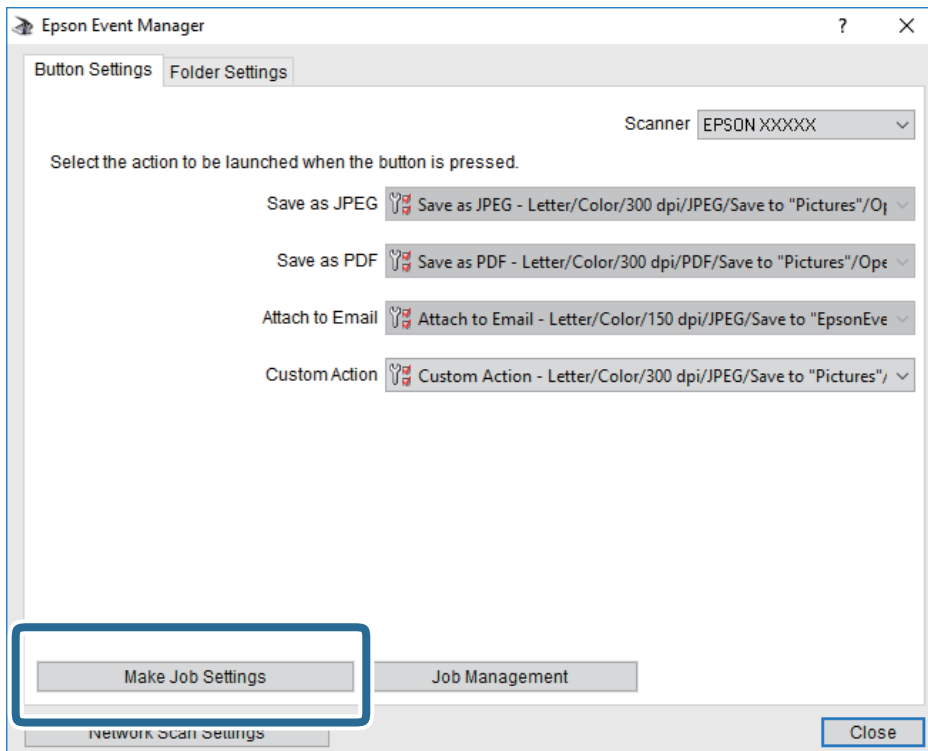 Epson Event Manager
Button Settings Folder Settings
Scanner EPSON XXXXX
Select the action to be launched when the button is pressed.
Save as JPEG Save as JPEG - Letter/Color/300 dpi/JPEG/Save to "Pictures"/Op
Save as PDF Save as PDF - Letter/Color/300 dpi/PDF/Save to "Pictures"/Ope
Attach to Email Attach to Email - Letter/Color/150 dpi/JPEG/Save to "EpsonEve
Custom Action Custom Action - Letter/Color/300 dpi/JPEG/Save to "Pictures"/
Make Job Settings Job Management
Network Scan Settings Close